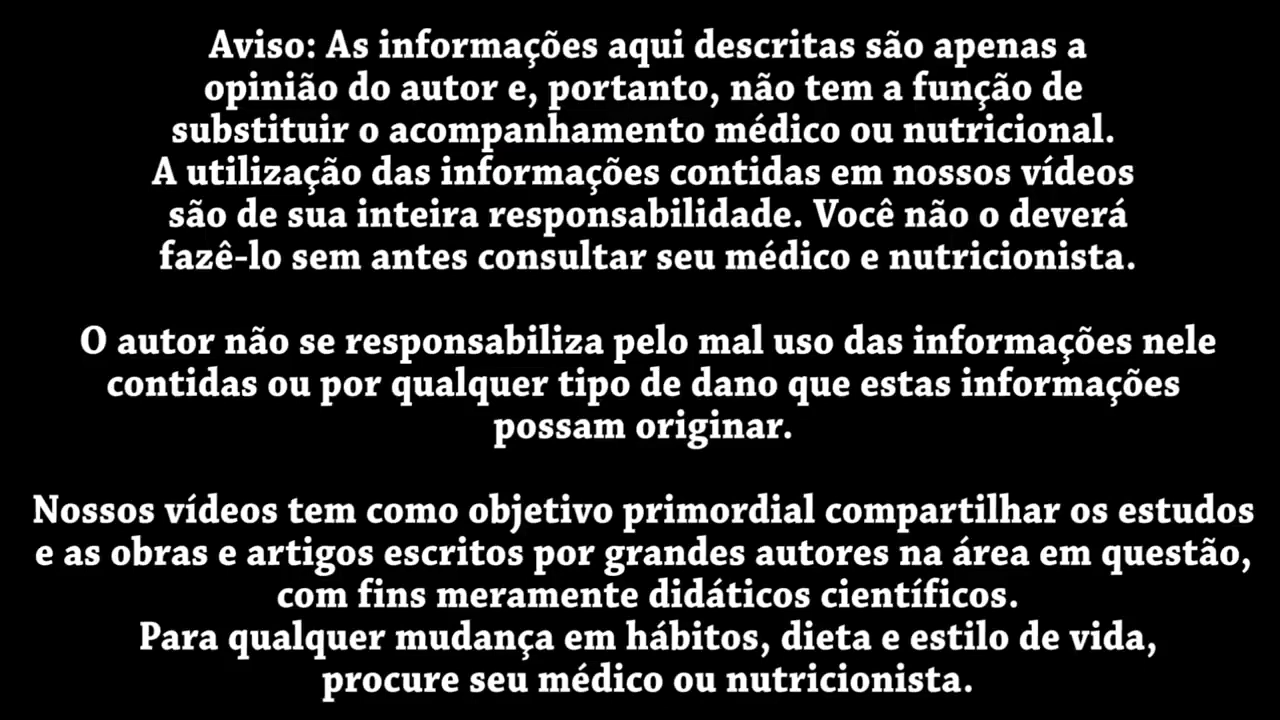 Aviso: As informações aqui descritas são apenas a
opinião do autor e, portanto, não tem a função de
substituir o acompanhamento médico ou nutricional.
A utilização das informações contidas em nossos vídeos
são de sua inteira responsabilidade. Você não o deverá
fazê-lo sem antes consultar seu médico e nutricionista.
O autor não se responsabiliza pelo mal uso das informações nele
contidas ou por qualquer tipo de dano que estas informações
possam originar.
Nossos vídeos tem como objetivo primordial compartilhar os estudos
e as obras e artigos escritos por grandes autores na área em questão,
com fins meramente didáticos científicos.
Para qualquer mudança em hábitos, dieta e estilo de vida,
procure seu médico ou nutricionista.